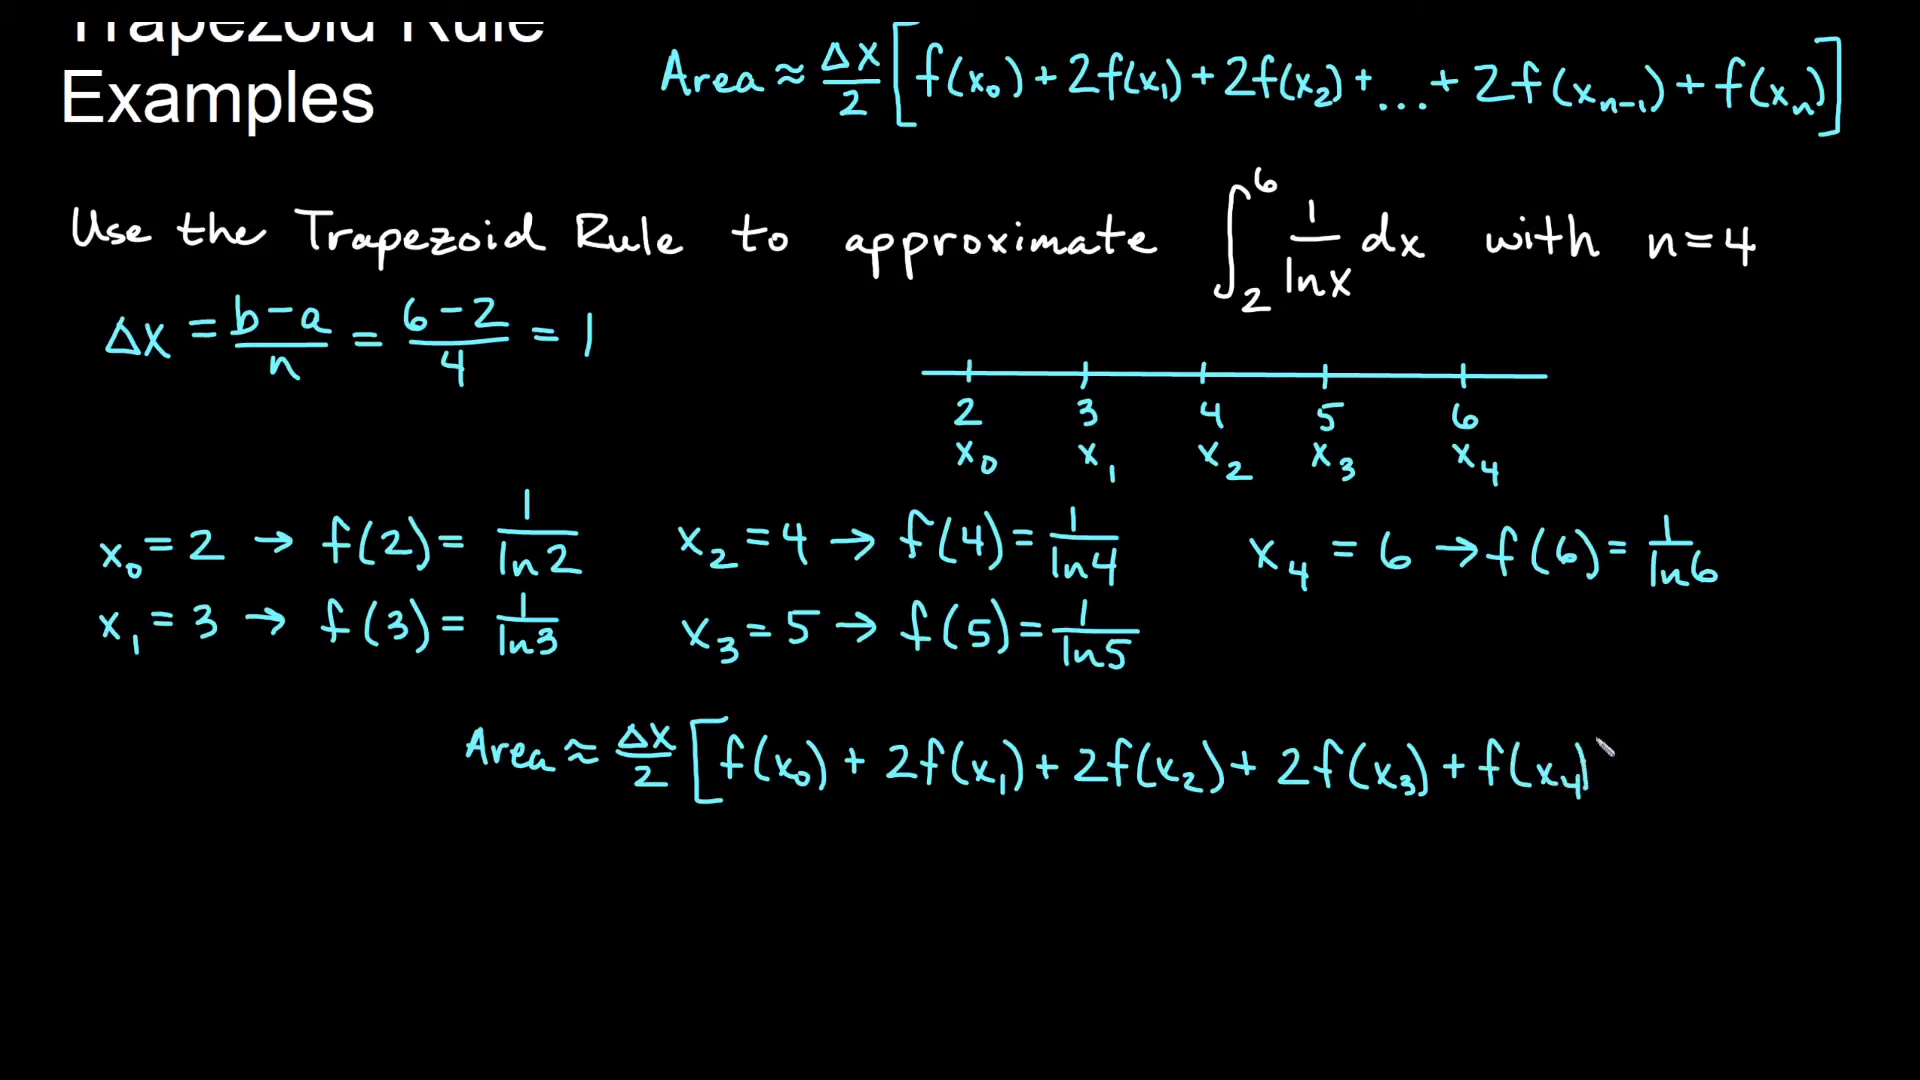 Trapezoid Rule
Examples
Area ≈ Δx/2 [f(x₀) + 2f(x₁) + 2f(x₂) + ... + 2f(xₙ₋₁) + f(xₙ)]
Use the Trapezoid Rule to approximate ∫₂⁶ 1/lnx dx with n=4
Δx = b-a/n = 6-2/4 = 1
2 3 4 5 6
x₀ x₁ x₂ x₃ x₄
x₀ = 2 → f(2) = 1/ln2 x₂ = 4 → f(4) = 1/ln4 x₄ = 6 → f(6) = 1/ln6
x₁ = 3 → f(3) = 1/ln3 x₃ = 5 → f(5) = 1/ln5
Area ≈ Δx/2 [f(x₀) + 2f(x₁) + 2f(x₂) + 2f(x₃) + f(x₄)